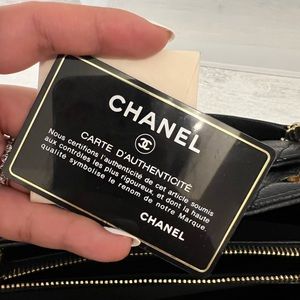 CHANEL
CARTE D'AUTHENTICITÉ
Nous certifions l'authenticité de cet article soumis
aux contrôles les plus rigoureux, et dont la haute
qualité symbolise le renom de notre Marque.
CHANEL